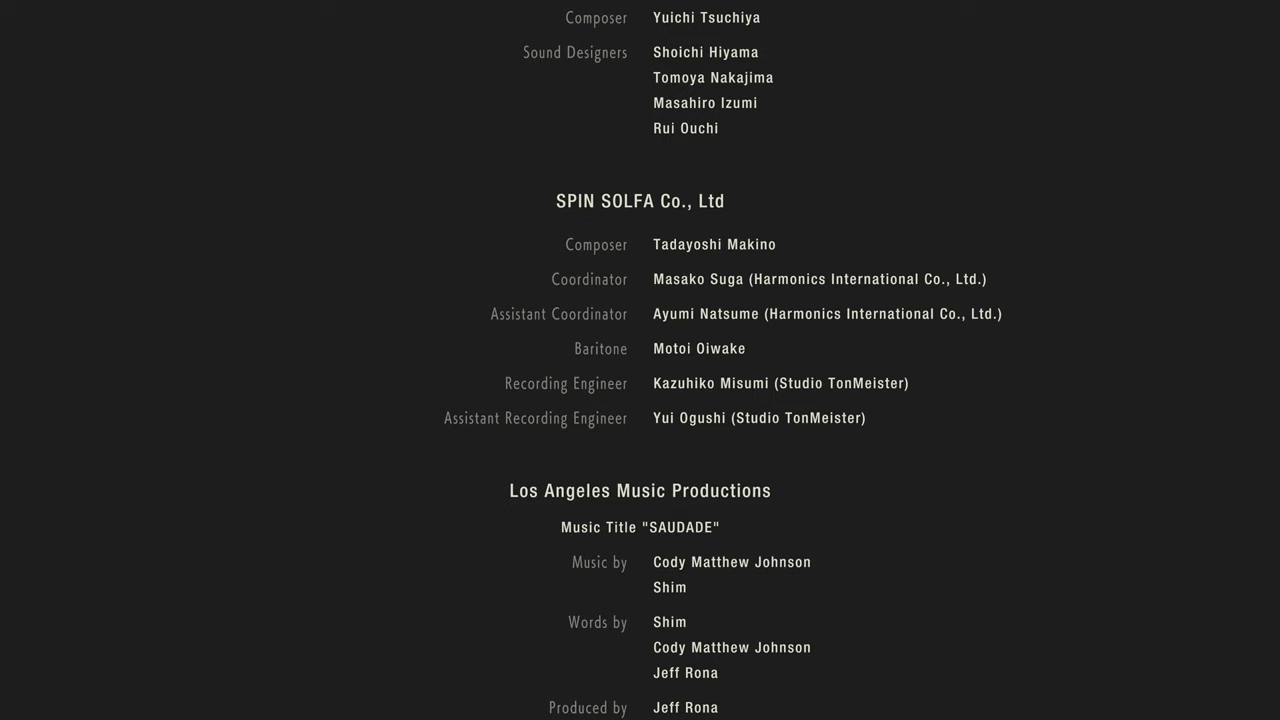 Composer Yuichi Tsuchiya
Sound Designers Shoichi Hiyama
Tomoya Nakajima
Masahiro Izumi
Rui Ouchi
SPIN SOLFA Co., Ltd
Composer Tadayoshi Makino
Coordinator Masako Suga (Harmonics International Co., Ltd.)
Assistant Coordinator Ayumi Natsume (Harmonics International Co., Ltd.)
Baritone Motoi Oiwake
Recording Engineer Kazuhiko Misumi (Studio TonMeister)
Assistant Recording Engineer Yui Ogushi (Studio TonMeister)
Los Angeles Music Productions
Music Title "SAUDADE"
Music by Cody Matthew Johnson
Shim
Words by Shim
Cody Matthew Johnson
Jeff Rona
Produced by Jeff Rona